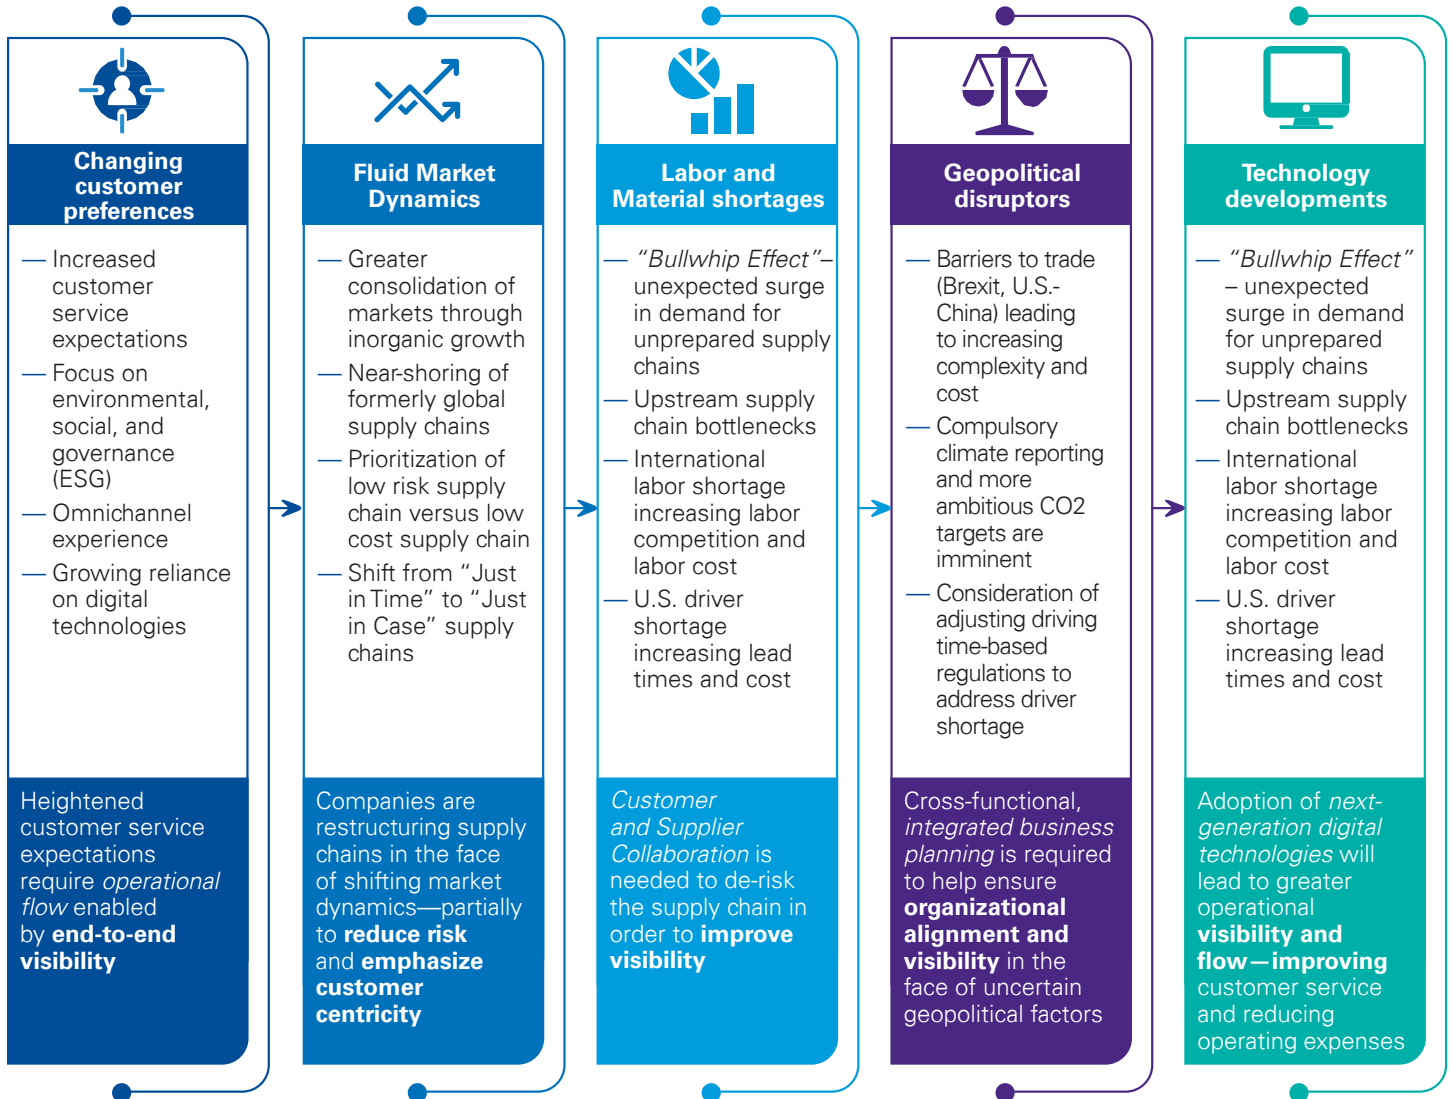 Changing
customer
preferences
— Increased
customer
service
expectations
— Focus on
environmental,
social, and
governance
(ESG)
— Omnichannel
experience
— Growing reliance
on digital
technologies
Heightened
customer service
expectations
require operational
flow enabled
by end-to-end
visibility
Fluid Market
Dynamics
— Greater
consolidation of
markets through
inorganic growth
— Near-shoring of
formerly global
supply chains
— Prioritization of
low risk supply
chain versus low
cost supply chain
— Shift from “Just
in Time” to “Just
in Case” supply
chains
Companies are
restructuring supply
chains in the face
of shifting market
dynamics—partially
to reduce risk
and emphasize
customer
centricity
Labor and
Material shortages
— “Bullwhip Effect”–
unexpected surge
in demand for
unprepared supply
chains
— Upstream supply
chain bottlenecks
— International
labor shortage
increasing labor
competition and
labor cost
— U.S. driver
shortage
increasing lead
times and cost
Customer
and Supplier
Collaboration is
needed to de-risk
the supply chain in
order to improve
visibility
Geopolitical
disruptors
— Barriers to trade
(Brexit, U.S.-
China) leading
to increasing
complexity and
cost
— Compulsory
climate reporting
and more
ambitious CO2
targets are
imminent
— Consideration of
adjusting driving
time-based
regulations to
address driver
shortage
Cross-functional,
integrated business
planning is required
to help ensure
organizational
alignment and
visibility in the
face of uncertain
geopolitical factors
Technology
developments
— “Bullwhip Effect”
– unexpected
surge in demand
for unprepared
supply chains
— Upstream supply
chain bottlenecks
— International
labor shortage
increasing labor
competition and
labor cost
— U.S. driver
shortage
increasing lead
times and cost
Adoption of next-
generation digital
technologies will
lead to greater
operational
visibility and
flow—improving
customer service
and reducing
operating expenses